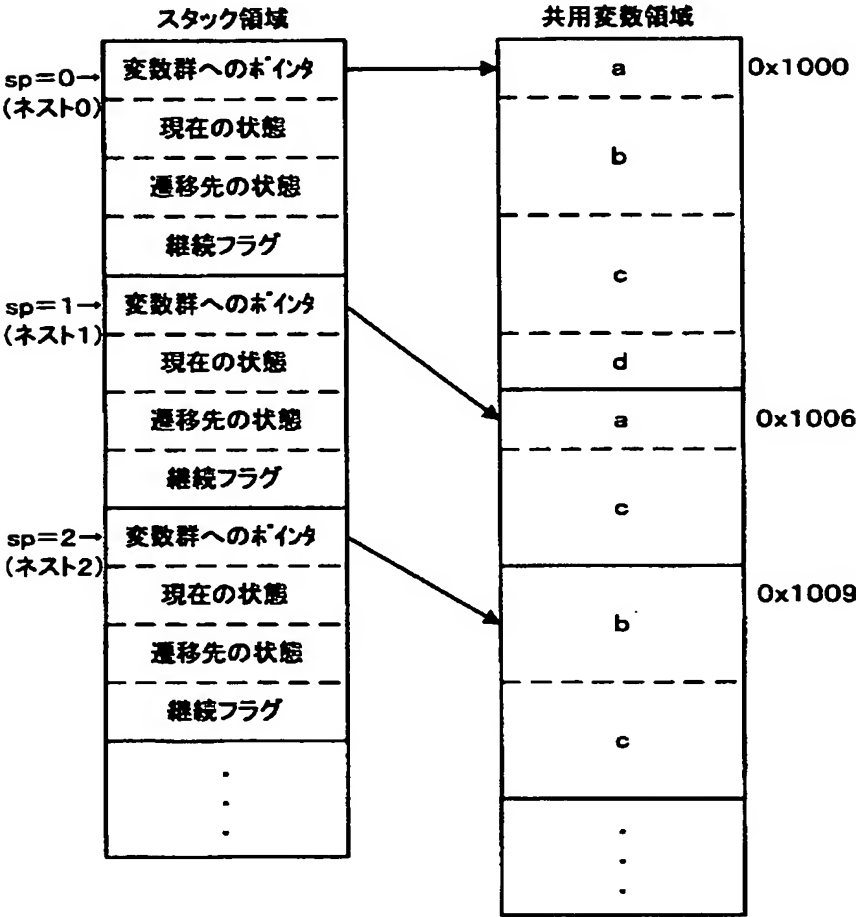 スタック領域
sp=0→
(ネスト0)
変数群へのポインタ
現在の状態
遷移先の状態
継続フラグ
sp=1→
(ネスト1)
変数群へのポインタ
現在の状態
遷移先の状態
継続フラグ
sp=2→
(ネスト2)
変数群へのポインタ
現在の状態
遷移先の状態
継続フラグ
共用変数領域
a
0x1000
b
c
d
a
0x1006
c
b
0x1009
c